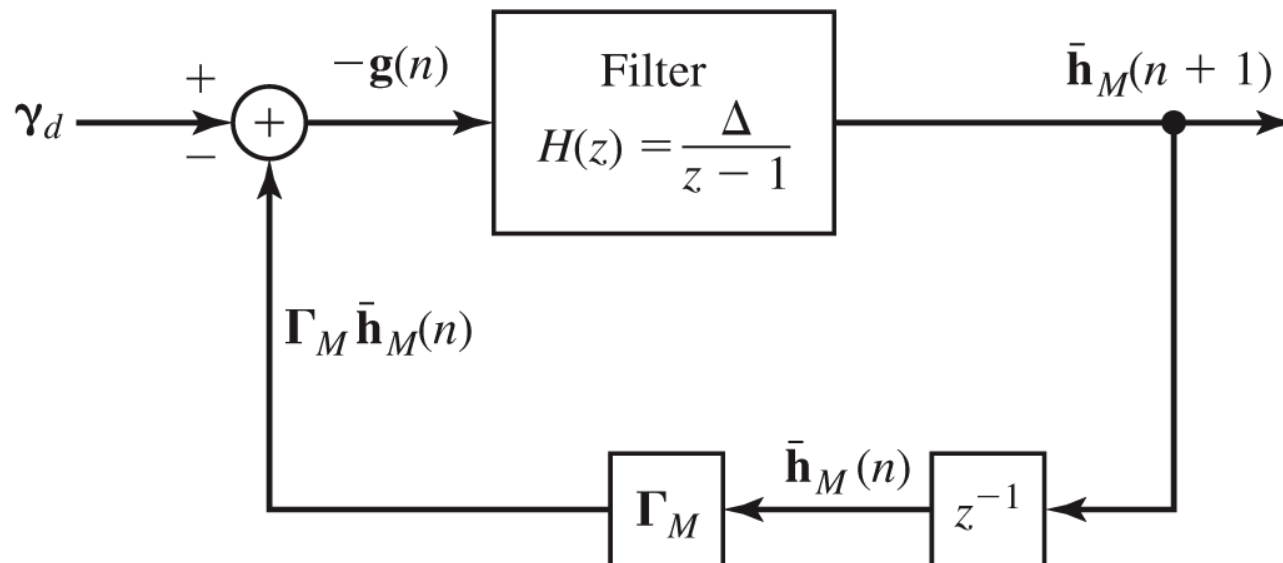 γ_d
+
−
+
−g(n)
Filter
H(z) = Δ / (z − 1)
h̄_M(n + 1)
Γ_M h̄_M(n)
Γ_M
h̄_M(n)
z⁻¹